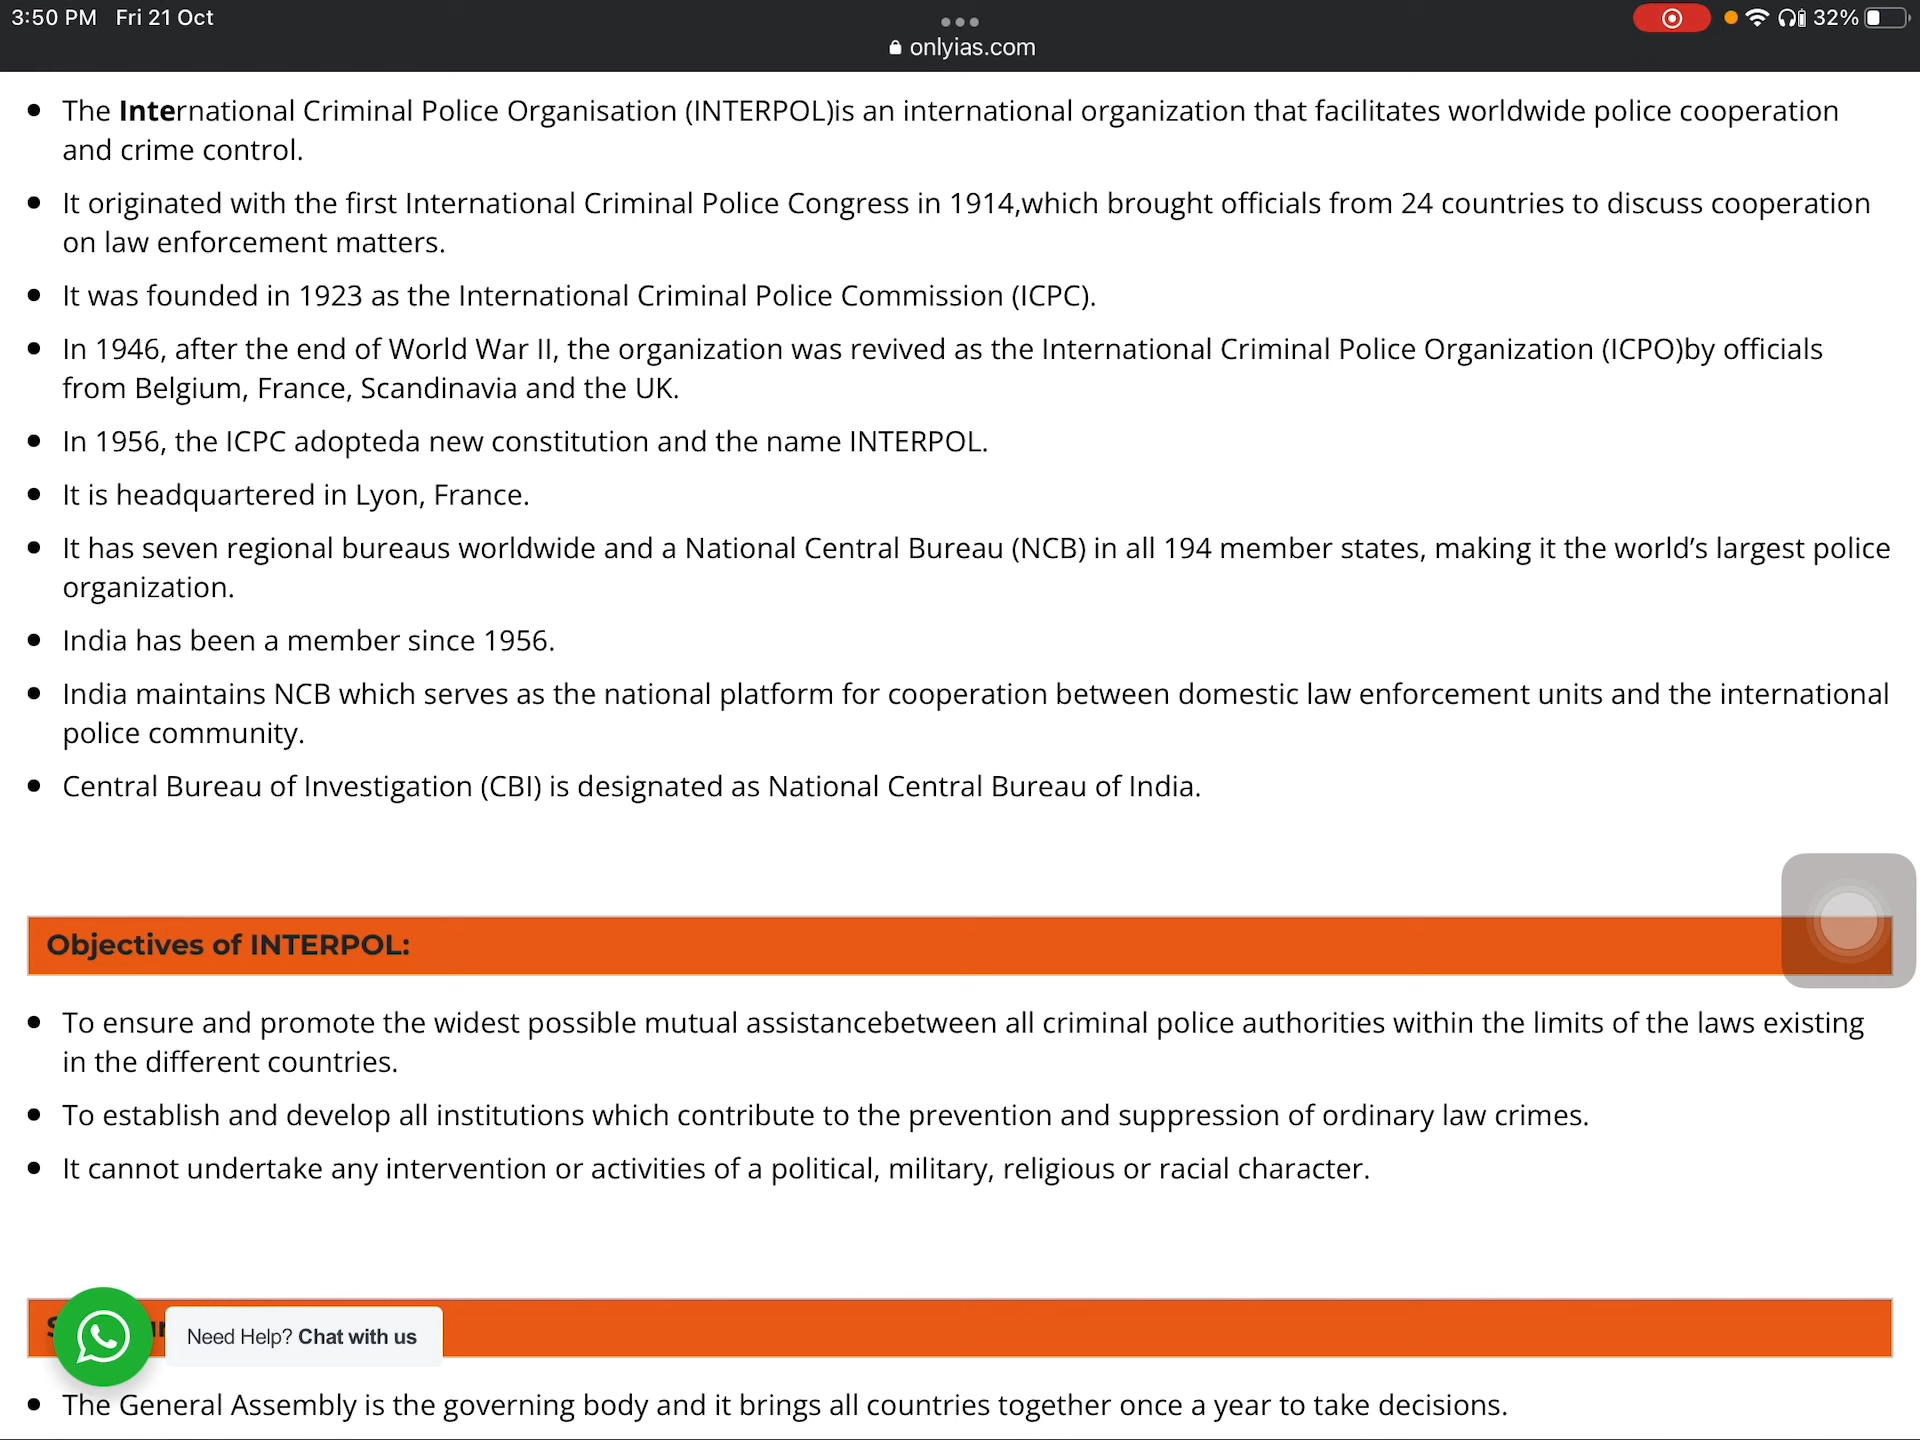 3:50 PM Fri 21 Oct
32%
onlyias.com
• The International Criminal Police Organisation (INTERPOL)is an international organization that facilitates worldwide police cooperation
and crime control.
• It originated with the first International Criminal Police Congress in 1914,which brought officials from 24 countries to discuss cooperation
on law enforcement matters.
• It was founded in 1923 as the International Criminal Police Commission (ICPC).
• In 1946, after the end of World War II, the organization was revived as the International Criminal Police Organization (ICPO)by officials
from Belgium, France, Scandinavia and the UK.
• In 1956, the ICPC adopteda new constitution and the name INTERPOL.
• It is headquartered in Lyon, France.
• It has seven regional bureaus worldwide and a National Central Bureau (NCB) in all 194 member states, making it the world’s largest police
organization.
• India has been a member since 1956.
• India maintains NCB which serves as the national platform for cooperation between domestic law enforcement units and the international
police community.
• Central Bureau of Investigation (CBI) is designated as National Central Bureau of India.
Objectives of INTERPOL:
• To ensure and promote the widest possible mutual assistancebetween all criminal police authorities within the limits of the laws existing
in the different countries.
• To establish and develop all institutions which contribute to the prevention and suppression of ordinary law crimes.
• It cannot undertake any intervention or activities of a political, military, religious or racial character.
Need Help? Chat with us
• The General Assembly is the governing body and it brings all countries together once a year to take decisions.